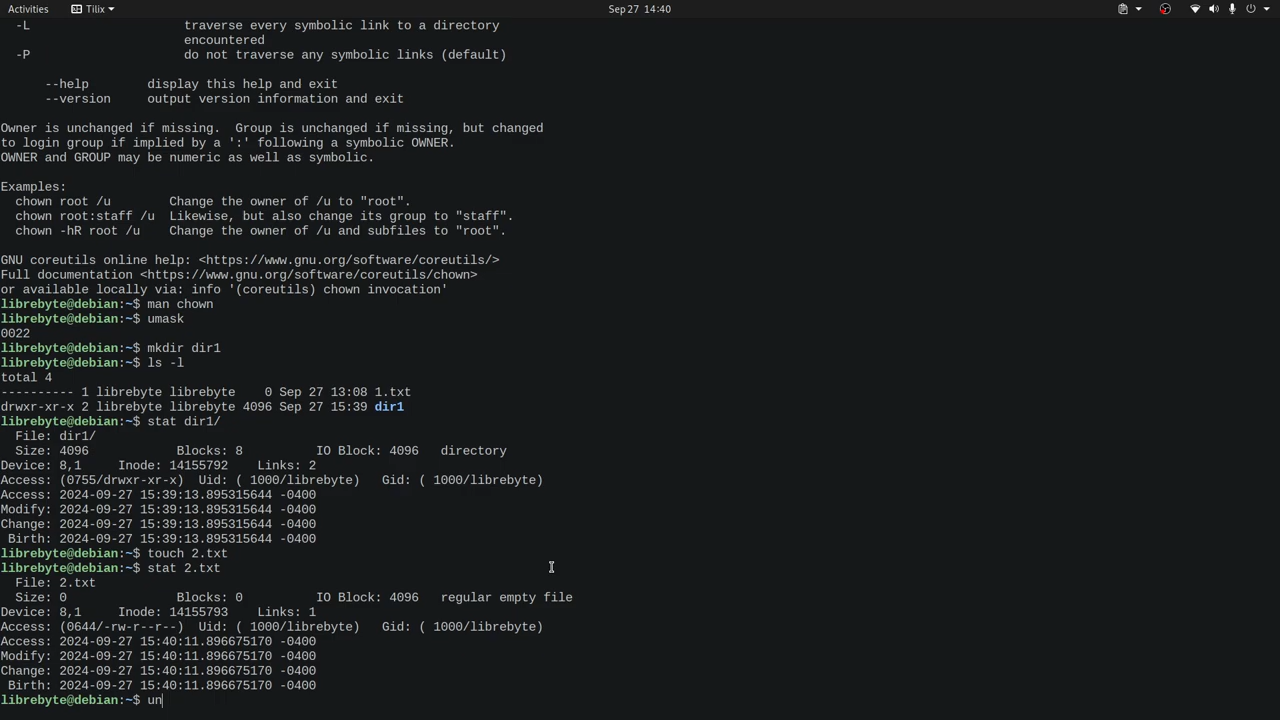 Activities Tilix Sep 27 14:40
-L traverse every symbolic link to a directory
encountered
-P do not traverse any symbolic links (default)
--help display this help and exit
--version output version information and exit
Owner is unchanged if missing. Group is unchanged if missing, but changed
to login group if implied by a ':' following a symbolic OWNER.
OWNER and GROUP may be numeric as well as symbolic.
Examples:
chown root /u Change the owner of /u to "root".
chown root:staff /u Likewise, but also change its group to "staff".
chown -hR root /u Change the owner of /u and subfiles to "root".
GNU coreutils online help: <https://www.gnu.org/software/coreutils/>
Full documentation <https://www.gnu.org/software/coreutils/chown>
or available locally via: info '(coreutils) chown invocation'
librebyte@debian:~$ man chown
librebyte@debian:~$ umask
0022
librebyte@debian:~$ mkdir dir1
librebyte@debian:~$ ls -l
total 4
---------- 1 librebyte librebyte 0 Sep 27 13:08 1.txt
drwxr-xr-x 2 librebyte librebyte 4096 Sep 27 15:39 dir1
librebyte@debian:~$ stat dir1/
File: dir1/
Size: 4096 Blocks: 8 IO Block: 4096 directory
Device: 8,1 Inode: 14155792 Links: 2
Access: (0755/drwxr-xr-x) Uid: ( 1000/librebyte) Gid: ( 1000/librebyte)
Access: 2024-09-27 15:39:13.895315644 -0400
Modify: 2024-09-27 15:39:13.895315644 -0400
Change: 2024-09-27 15:39:13.895315644 -0400
Birth: 2024-09-27 15:39:13.895315644 -0400
librebyte@debian:~$ touch 2.txt
librebyte@debian:~$ stat 2.txt
File: 2.txt
Size: 0 Blocks: 0 IO Block: 4096 regular empty file
Device: 8,1 Inode: 14155793 Links: 1
Access: (0644/-rw-r--r--) Uid: ( 1000/librebyte) Gid: ( 1000/librebyte)
Access: 2024-09-27 15:40:11.896675170 -0400
Modify: 2024-09-27 15:40:11.896675170 -0400
Change: 2024-09-27 15:40:11.896675170 -0400
Birth: 2024-09-27 15:40:11.896675170 -0400
librebyte@debian:~$ un